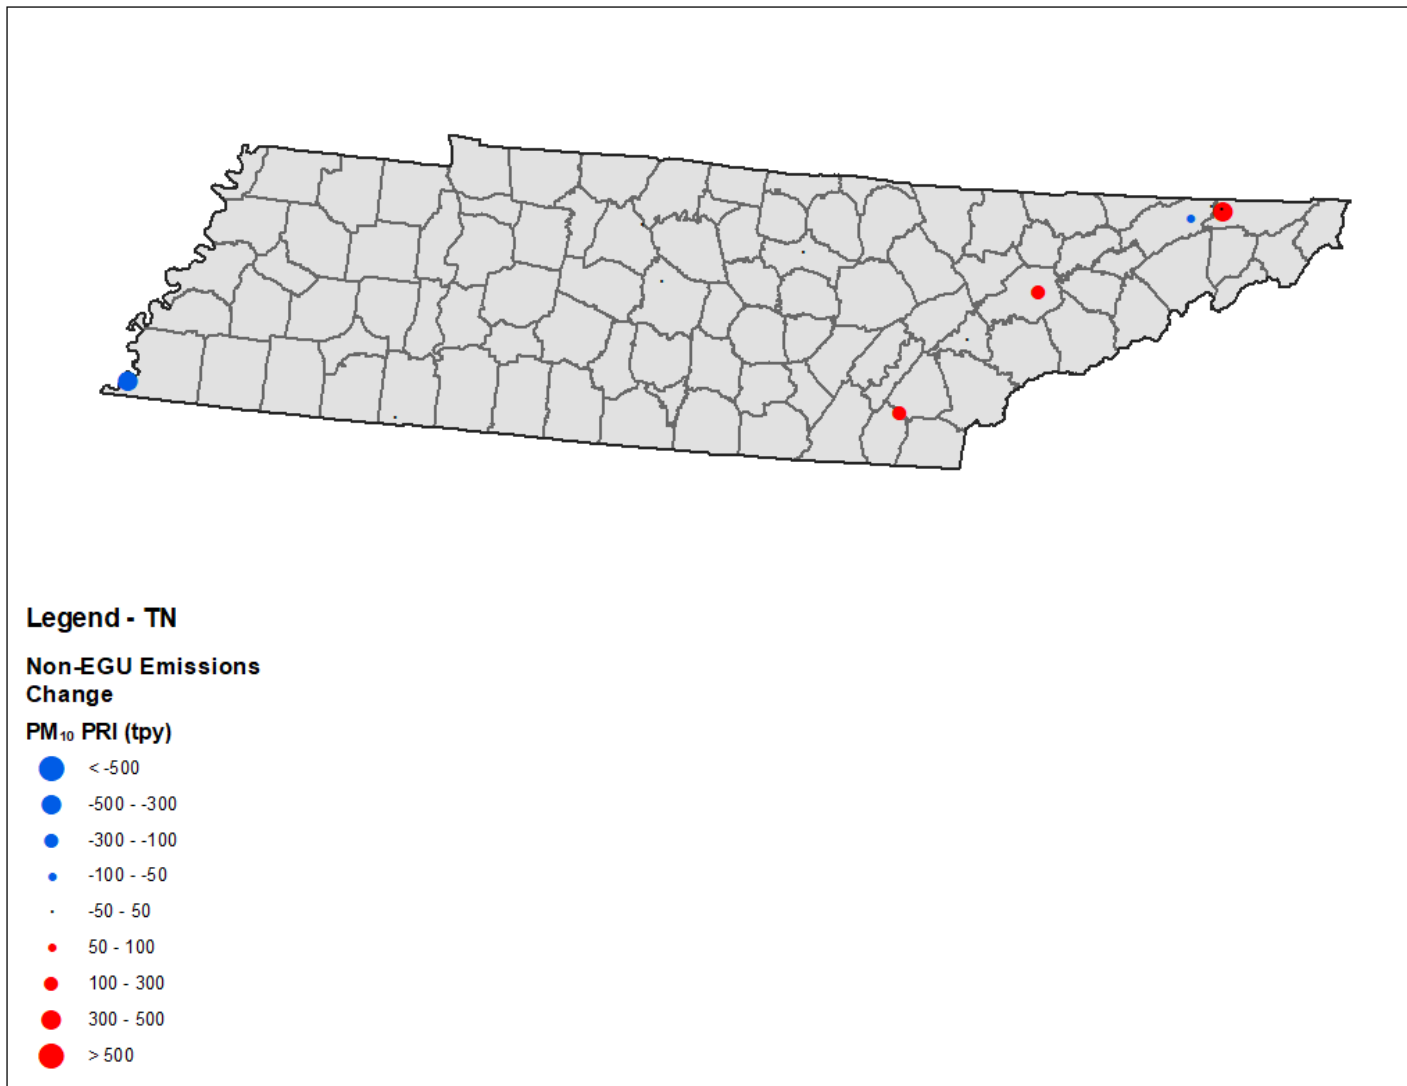 Legend - TN
Non-EGU Emissions
Change
PM₁₀ PRI (tpy)
< -500
-500 - -300
-300 - -100
-100 - -50
-50 - 50
50 - 100
100 - 300
300 - 500
> 500